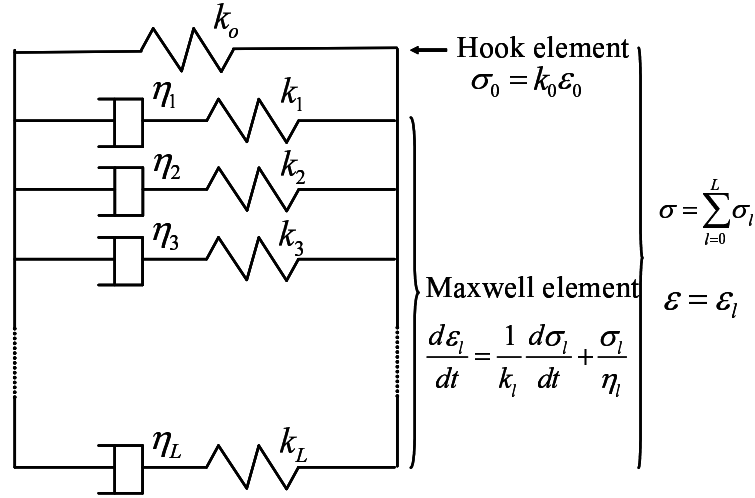 k_o
Hook element
σ_0 = k_0 ε_0
η_1 k_1
η_2 k_2
η_3 k_3
σ = ∑_{l=0}^{L} σ_l
ε = ε_l
Maxwell element
dε_l/dt = 1/k_l dσ_l/dt + σ_l/η_l
η_L k_L